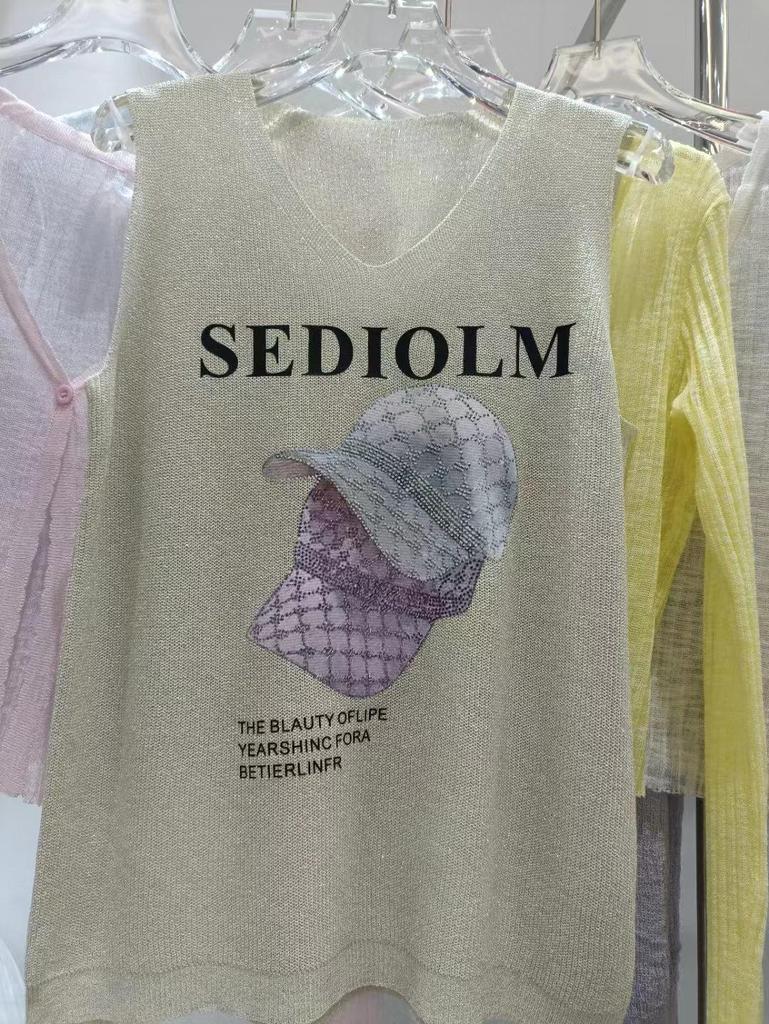 SEDIOLM
THE BLAUTY OFLIPE
YEARSHINC FORA
BETIERLINFR